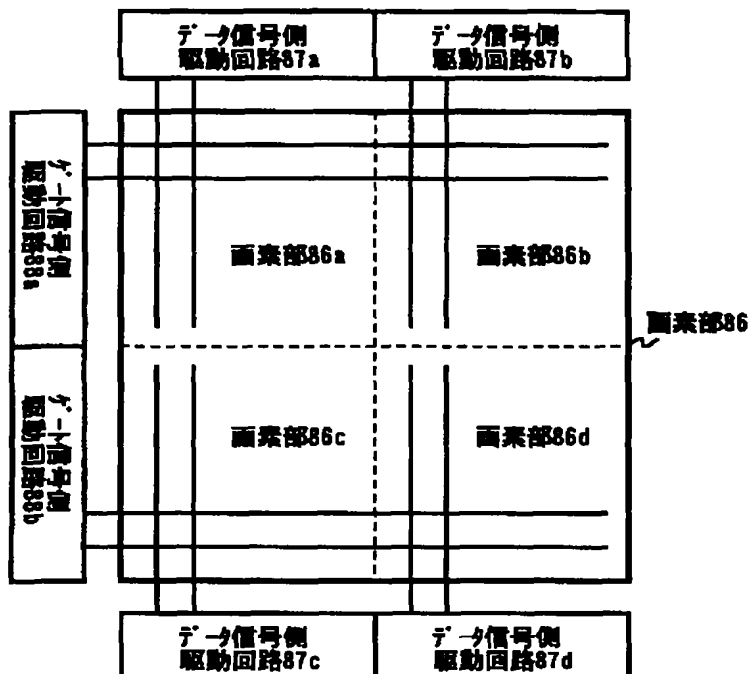 データ信号側
駆動回路87a
データ信号側
駆動回路87b
ゲート信号側
駆動回路88a
画素部86a
画素部86b
画素部86
ゲート信号側
駆動回路88b
画素部86c
画素部86d
データ信号側
駆動回路87c
データ信号側
駆動回路87d